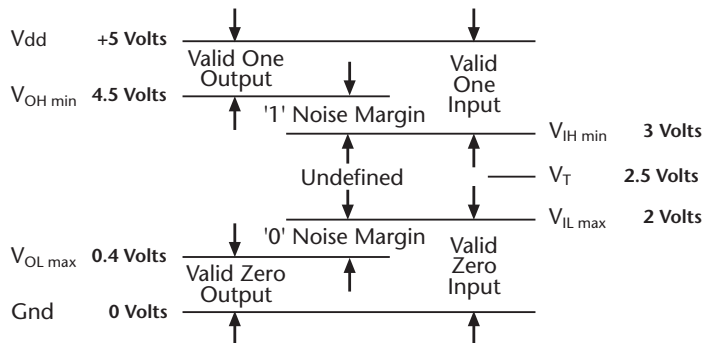 Vdd +5 Volts
Valid One
Output
Valid
One
Input
VOH min 4.5 Volts
'1' Noise Margin
VIH min 3 Volts
Undefined
VT 2.5 Volts
VIL max 2 Volts
'0' Noise Margin
VOL max 0.4 Volts
Valid Zero
Output
Valid
Zero
Input
Gnd 0 Volts